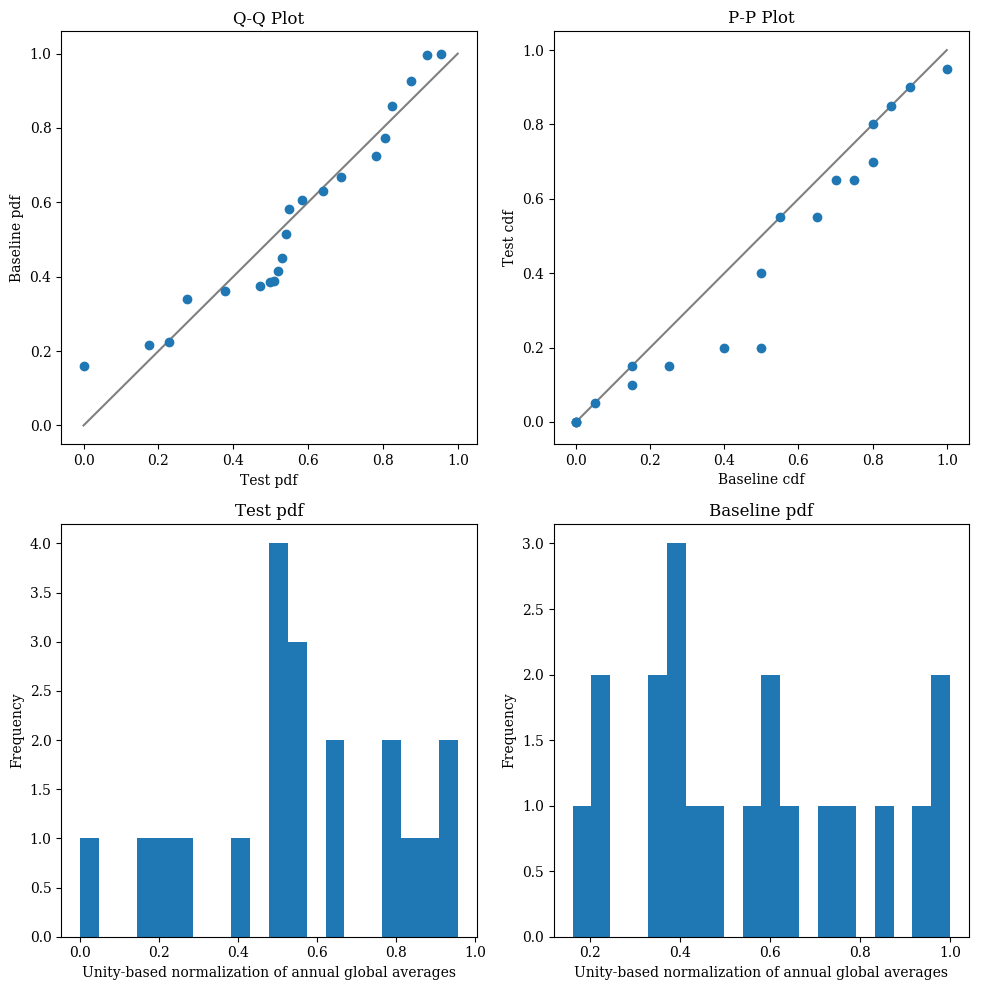 Q-Q Plot
1.0
0.8
0.6
0.4
0.2
0.0
Baseline pdf
0.0 0.2 0.4 0.6 0.8 1.0
Test pdf
P-P Plot
1.0
0.8
0.6
0.4
0.2
0.0
Test cdf
0.0 0.2 0.4 0.6 0.8 1.0
Baseline cdf
Test pdf
4.0
3.5
3.0
2.5
2.0
1.5
1.0
0.5
0.0
Frequency
0.0 0.2 0.4 0.6 0.8 1.0
Unity-based normalization of annual global averages
Baseline pdf
3.0
2.5
2.0
1.5
1.0
0.5
0.0
Frequency
0.2 0.4 0.6 0.8 1.0
Unity-based normalization of annual global averages